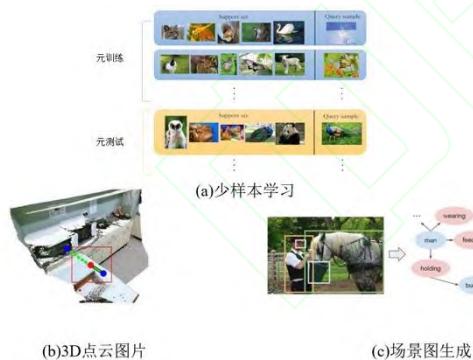 Support set Query sample
元训练
元测试
Support set Query sample
(a)少样本学习
wearing
...
man
holding
(b)3D点云图片
(c)场景图生成